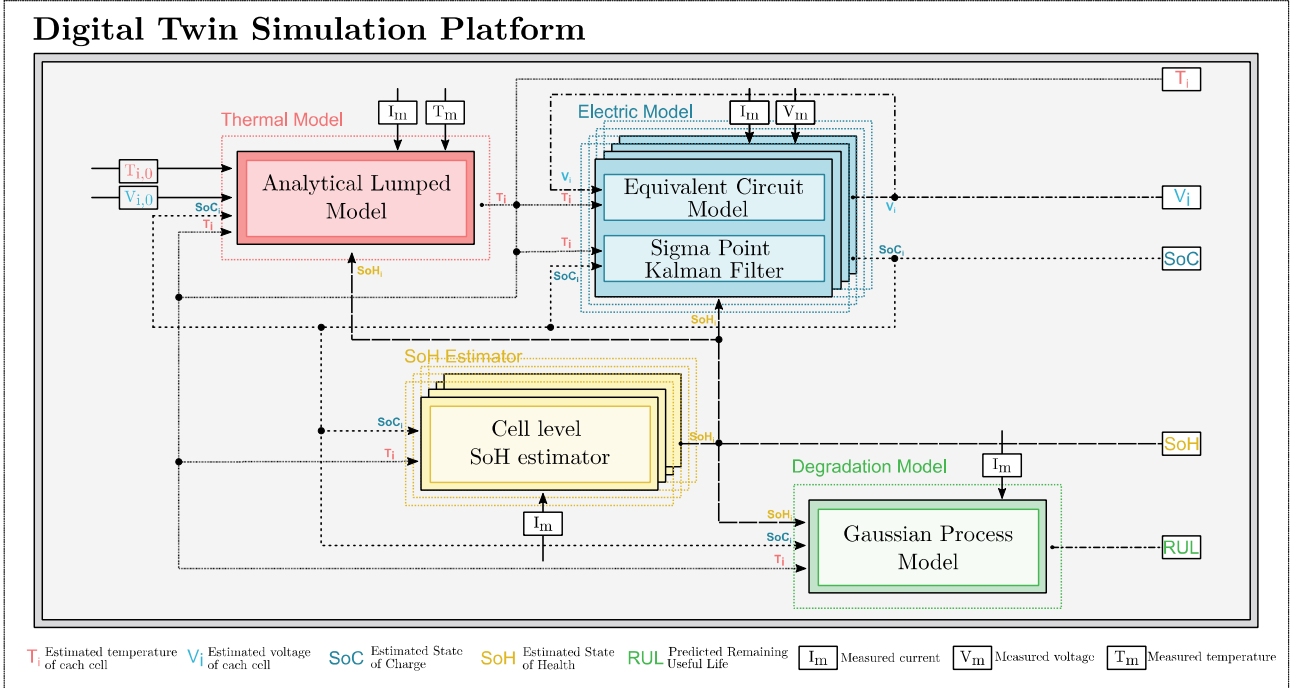 Digital Twin Simulation Platform
Ti
Thermal Model
Im
Tm
Electric Model
Im
Vm
Ti,0
Vi,0
SoCi
Ti
Analytical Lumped
Model
Ti
Vi
Ti
Equivalent Circuit
Model
Ti
SoCi
Sigma Point
Kalman Filter
Vi
Vi
SoCi
SoC
SoHi
SoHi
SoH Estimator
SoCi
Ti
Cell level
SoH estimator
SoHi
SoH
Im
Degradation Model
Im
SoHi
SoCi
Ti
Gaussian Process
Model
RUL
Ti Estimated temperature
of each cell
Vi Estimated voltage
of each cell
SoC Estimated State
of Charge
SoH Estimated State
of Health
RUL Predicted Remaining
Useful Life
Im Measured current
Vm Measured voltage
Tm Measured temperature